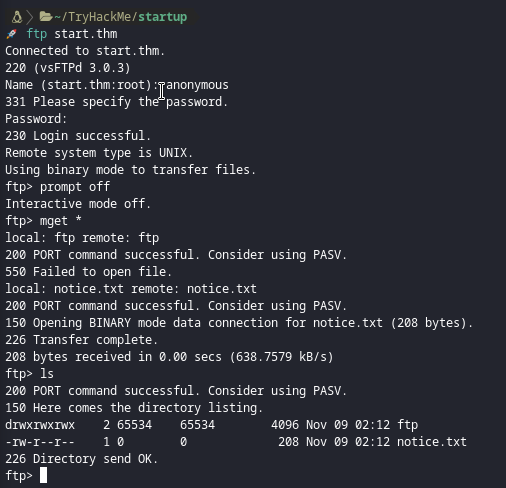 ~/TryHackMe/startup
ftp start.thm
Connected to start.thm.
220 (vsFTPd 3.0.3)
Name (start.thm:root): anonymous
331 Please specify the password.
Password:
230 Login successful.
Remote system type is UNIX.
Using binary mode to transfer files.
ftp> prompt off
Interactive mode off.
ftp> mget *
local: ftp remote: ftp
200 PORT command successful. Consider using PASV.
550 Failed to open file.
local: notice.txt remote: notice.txt
200 PORT command successful. Consider using PASV.
150 Opening BINARY mode data connection for notice.txt (208 bytes).
226 Transfer complete.
208 bytes received in 0.00 secs (638.7579 kB/s)
ftp> ls
200 PORT command successful. Consider using PASV.
150 Here comes the directory listing.
drwxrwxrwx    2 65534    65534        4096 Nov 09 02:12 ftp
-rw-r--r--    1 0        0             208 Nov 09 02:12 notice.txt
226 Directory send OK.
ftp>